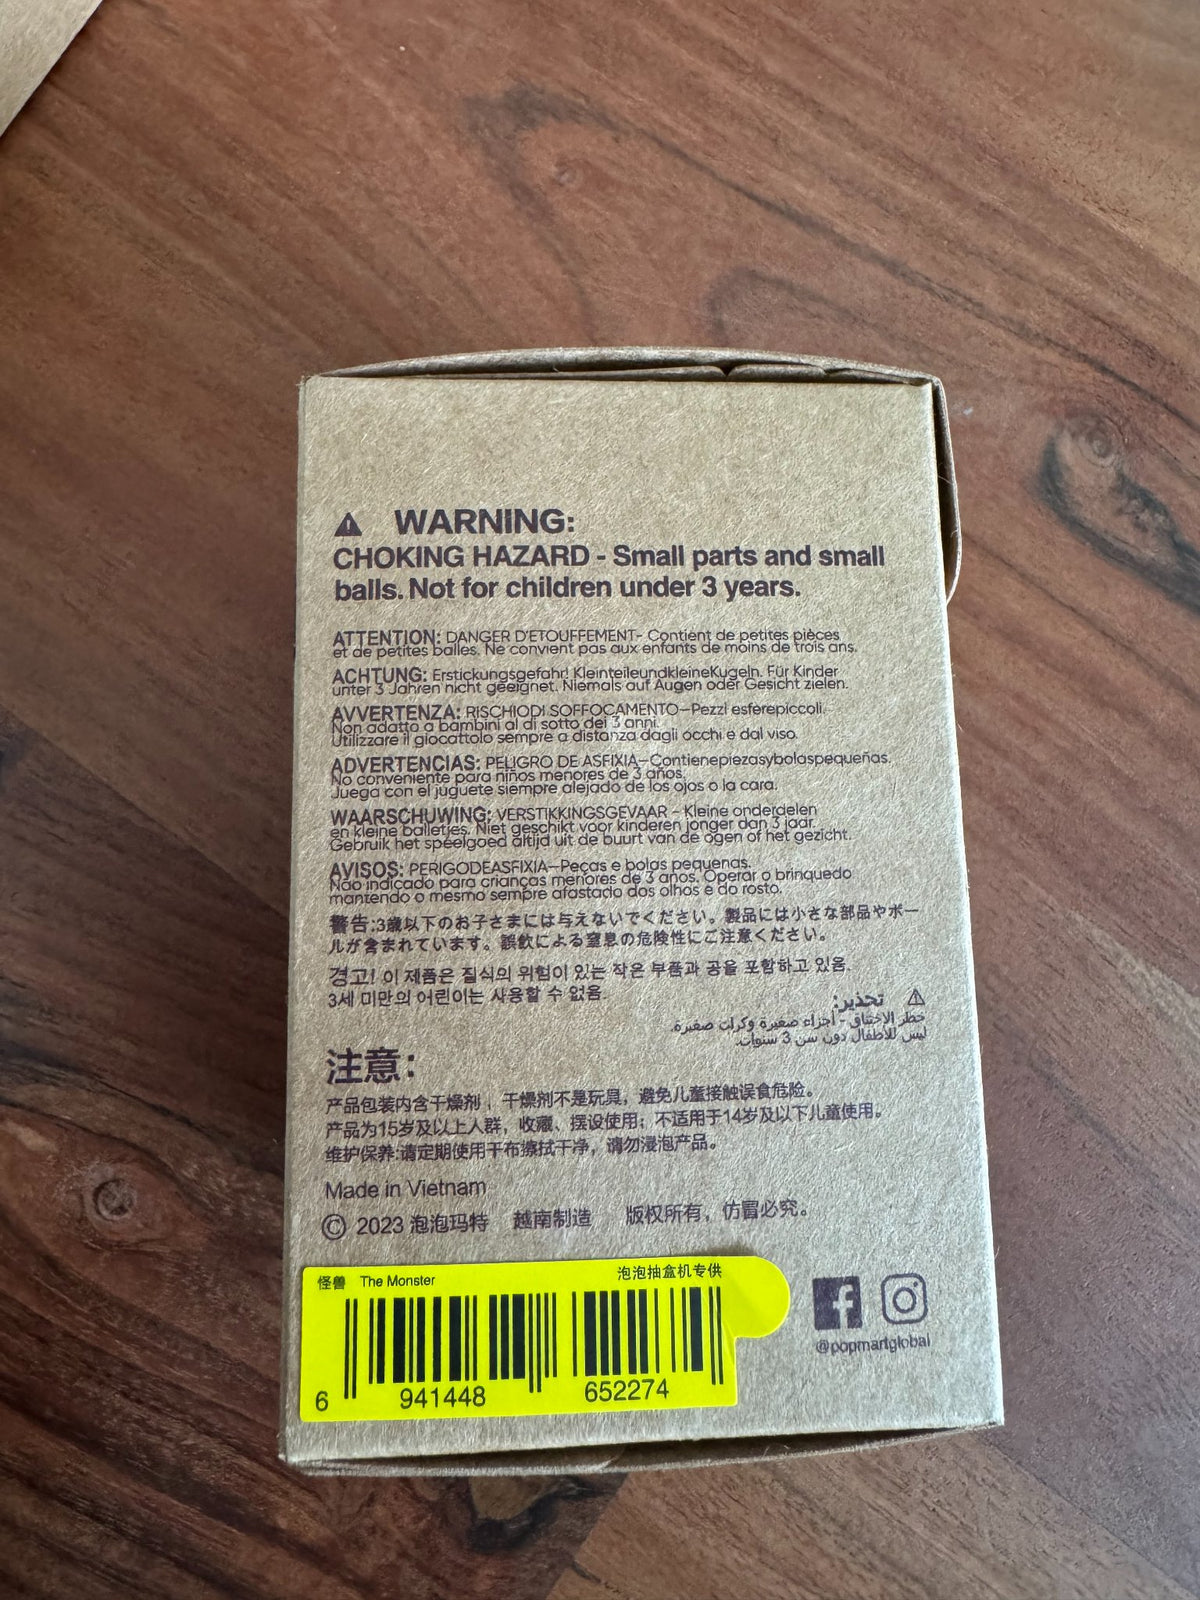 WARNING:
CHOKING HAZARD - Small parts and small
balls. Not for children under 3 years.
ATTENTION: DANGER D'ETOUFFEMENT- Contient de petites pièces
et de petites balles. Ne convient pas aux enfants de moins de trois ans.
ACHTUNG: Erstickungsgefahr! KleinteileundkleineKugeln. Für Kinder
unter 3 Jahren nicht geeignet. Niemals auf Augen oder Gesicht zielen.
AVVERTENZA: RISCHIODI SOFFOCAMENTO—Pezzi esferepiccoli.
Non adatto a bambini al di sotto dei 3 anni.
Utilizzare il giocattolo sempre a distanza dagli occhi e dal viso.
ADVERTENCIAS: PELIGRO DE ASFIXIA—Contienepiezasybolaspequeñas.
No conveniente para niños menores de 3 años.
Juega con el juguete siempre alejado de los ojos o la cara.
WAARSCHUWING: VERSTIKKINGSGEVAAR - Kleine onderdelen
en kleine balletjes. Niet geschikt voor kinderen jonger dan 3 jaar.
Gebruik het speelgoed altijd uit de buurt van de ogen of het gezicht.
AVISOS: PERIGODEASFIXIA—Peças e bolas pequenas.
Não indicado para crianças menores de 3 anos. Operar o brinquedo
mantendo o mesmo sempre afastado dos olhos e do rosto.
警告:3歳以下のお子さまには与えないでください。製品には小さな部品やボー
ルが含まれています。誤飲による窒息の危険性にご注意ください。
경고! 이 제품은 질식의 위험이 있는 작은 부품과 공을 포함하고 있음.
3세 미만의 어린이는 사용할 수 없음.
تحذير:
خطر الاختناق - أجزاء صغيرة وكرات صغيرة.
ليس للأطفال دون سن 3 سنوات.
注意：
产品包装内含干燥剂，干燥剂不是玩具，避免儿童接触误食危险。
产品为15岁及以上人群，收藏、摆设使用；不适用于14岁及以下儿童使用。
维护保养:请定期使用干布擦拭干净，请勿浸泡产品。
Made in Vietnam
© 2023 泡泡玛特 越南制造 版权所有，仿冒必究。
怪兽 The Monster 泡泡抽盒机专供
6 941448 652274
@popmartglobal